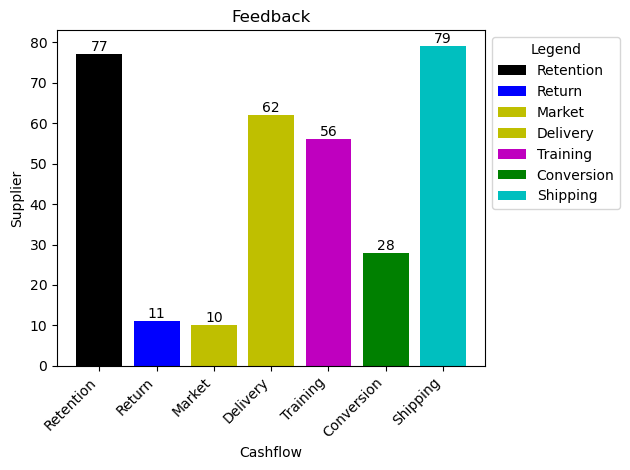 Feedback
Supplier
80
70
60
50
40
30
20
10
0
77
11
10
62
56
28
79
Retention
Return
Market
Delivery
Training
Conversion
Shipping
Cashflow
Legend
Retention
Return
Market
Delivery
Training
Conversion
Shipping